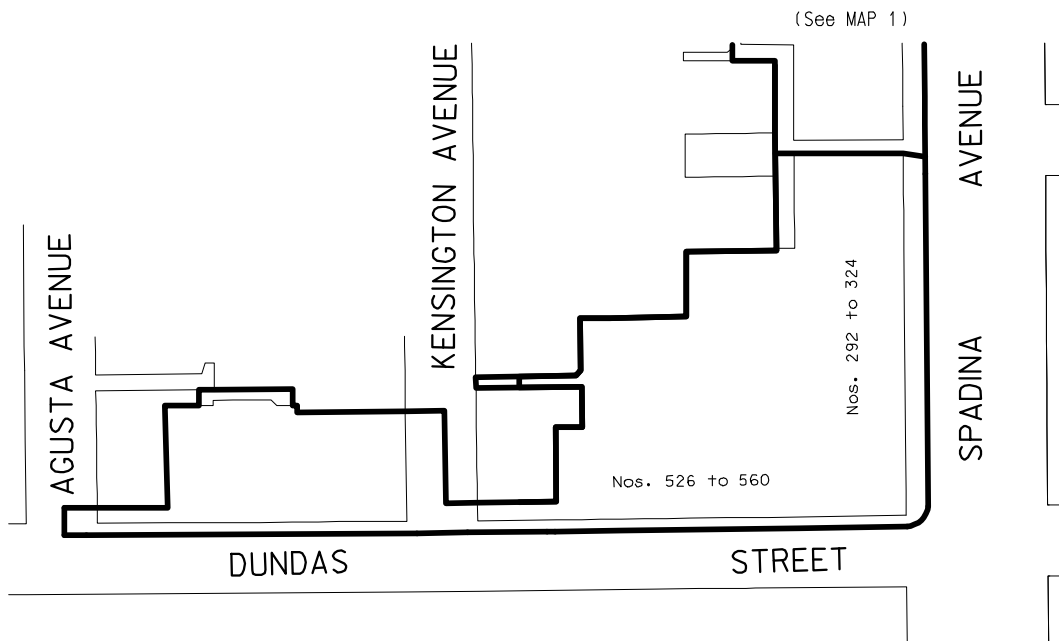 (See MAP 1)
KENSINGTON AVENUE
AVENUE
AGUSTA AVENUE
Nos. 292 to 324
SPADINA
Nos. 526 to 560
DUNDAS STREET